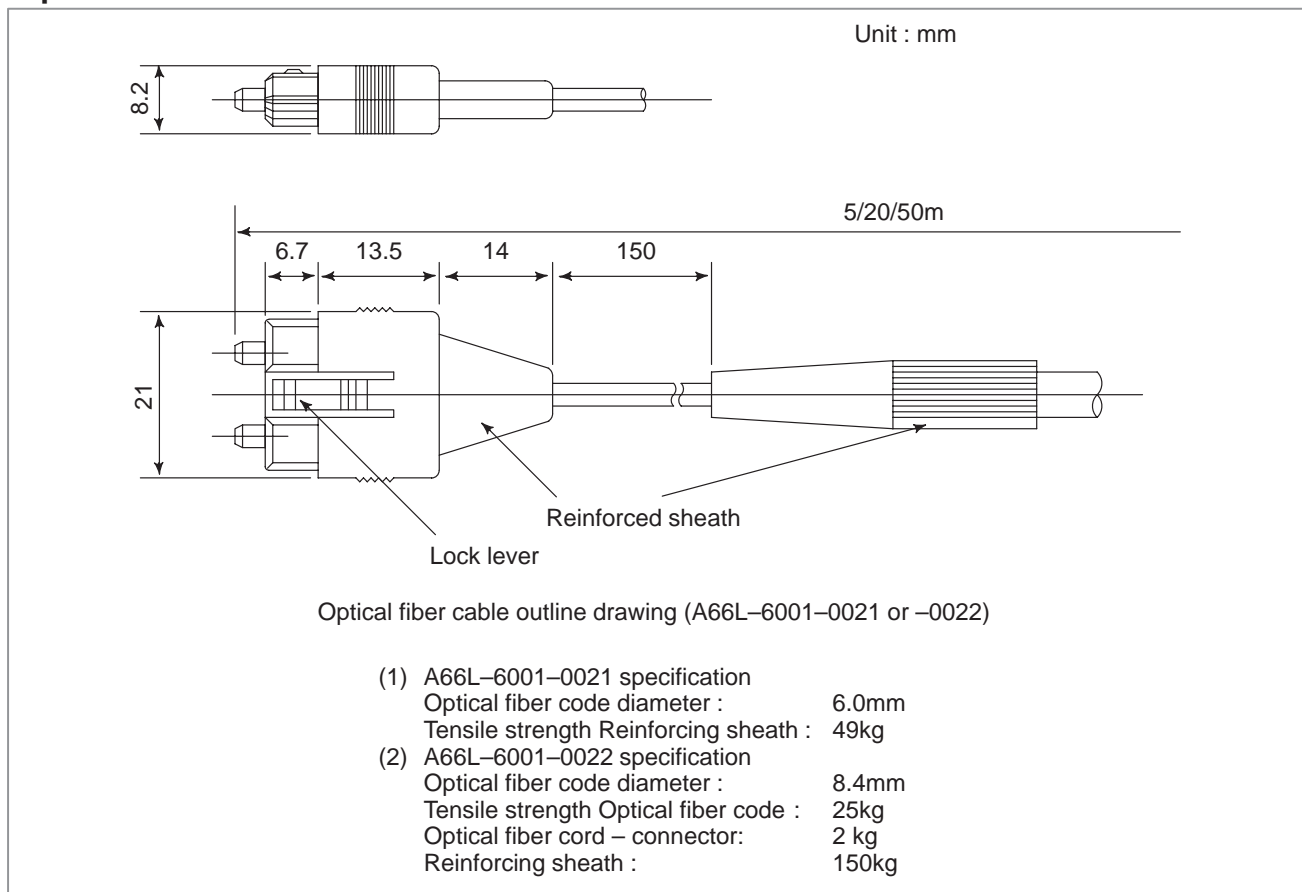 Unit : mm
8.2
5/20/50m
6.7 13.5 14 150
21
Reinforced sheath
Lock lever
Optical fiber cable outline drawing (A66L–6001–0021 or –0022)
(1) A66L–6001–0021 specification
Optical fiber code diameter : 6.0mm
Tensile strength Reinforcing sheath : 49kg
(2) A66L–6001–0022 specification
Optical fiber code diameter : 8.4mm
Tensile strength Optical fiber code : 25kg
Optical fiber cord – connector: 2 kg
Reinforcing sheath : 150kg